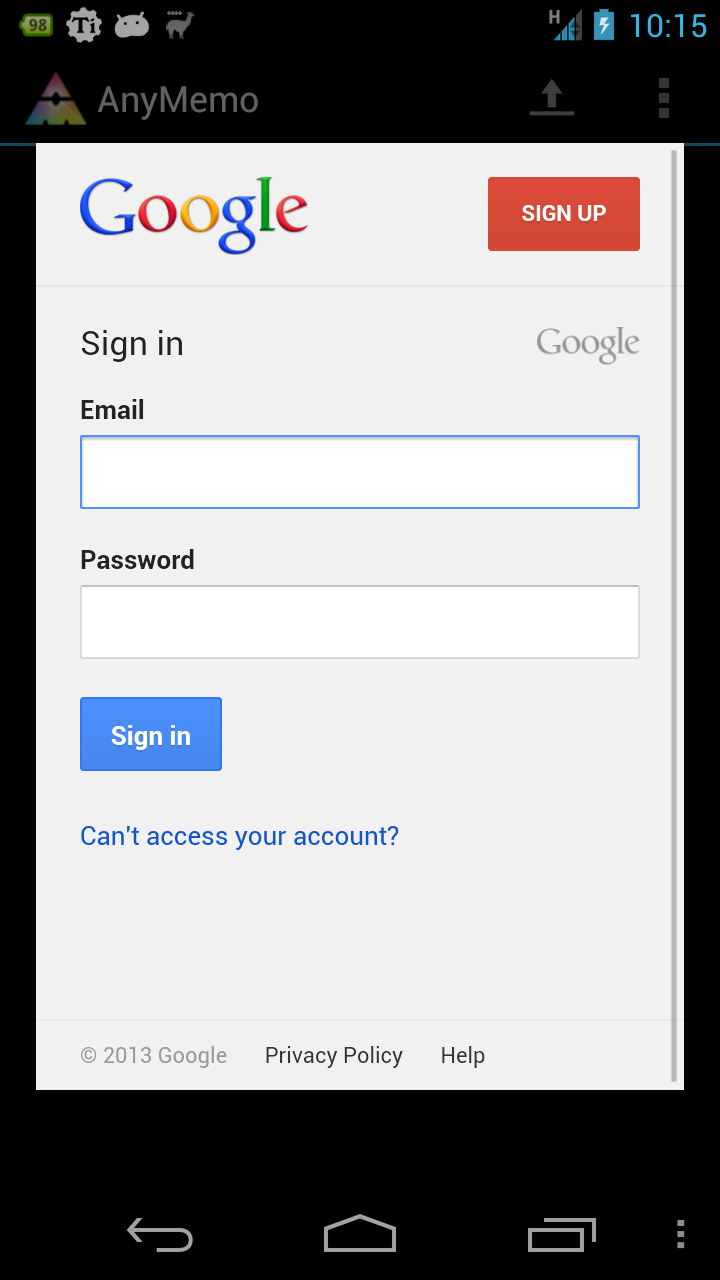 98 Ti H 10:15
AnyMemo
Google SIGN UP
Sign in Google
Email
Password
Sign in
Can't access your account?
© 2013 Google Privacy Policy Help